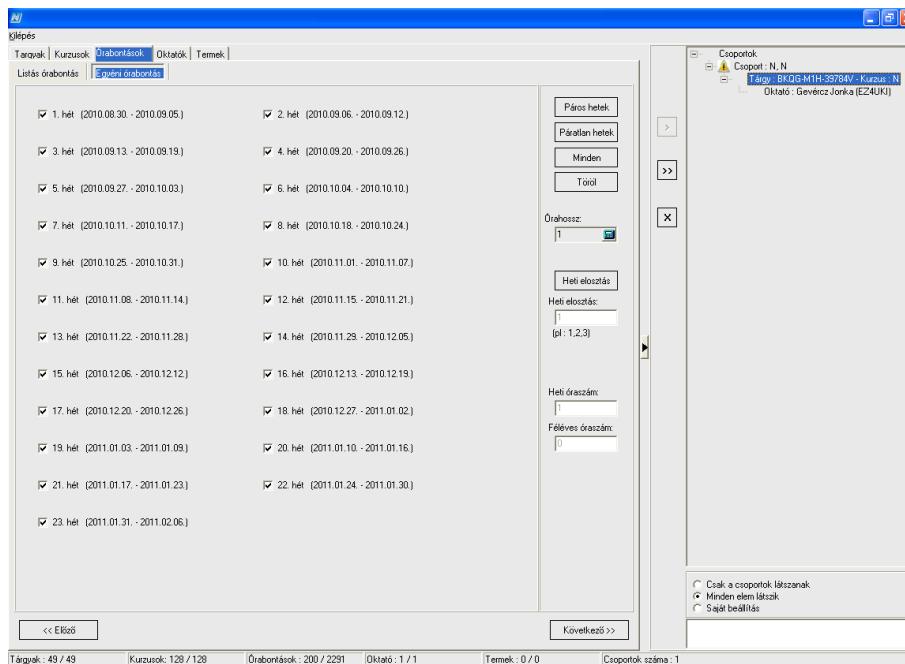 Kilépés
Tárgyak Kurzusok Órabontások Oktatók Termek
Listás órabontás Egyéni órabontás
1. hét (2010.08.30. - 2010.09.05.) 2. hét (2010.09.06. - 2010.09.12.)
3. hét (2010.09.13. - 2010.09.19.) 4. hét (2010.09.20. - 2010.09.26.)
5. hét (2010.09.27. - 2010.10.03.) 6. hét (2010.10.04. - 2010.10.10.)
7. hét (2010.10.11. - 2010.10.17.) 8. hét (2010.10.18. - 2010.10.24.)
9. hét (2010.10.25. - 2010.10.31.) 10. hét (2010.11.01. - 2010.11.07.)
11. hét (2010.11.08. - 2010.11.14.) 12. hét (2010.11.15. - 2010.11.21.)
13. hét (2010.11.22. - 2010.11.28.) 14. hét (2010.11.29. - 2010.12.05.)
15. hét (2010.12.06. - 2010.12.12.) 16. hét (2010.12.13. - 2010.12.19.)
17. hét (2010.12.20. - 2010.12.26.) 18. hét (2010.12.27. - 2011.01.02.)
19. hét (2011.01.03. - 2011.01.09.) 20. hét (2011.01.10. - 2011.01.16.)
21. hét (2011.01.17. - 2011.01.23.) 22. hét (2011.01.24. - 2011.01.30.)
23. hét (2011.01.31. - 2011.02.06.)
Páros hetek
Páratlan hetek
Minden
Töröl
Órahossz:
1
Heti elosztás
Heti elosztás:
1
(pl : 1,2,3)
Heti óraszám:
1
Féléves óraszám:
0
<< Előző
Következő >>
>
>>
X
Csoportok
Csoport : N, N
Tárgy : BKQG-M1H-39784V - Kurzus : N
Oktató : Gevércz Jonka (EZ4UKI)
Csak a csoportok látszanak
Minden elem látszik
Saját beállítás
Tárgyak : 49 / 49 Kurzusok: 128 / 128 Órabontások : 200 / 2291 Oktató : 1 / 1 Termek : 0 / 0 Csoportok száma : 1